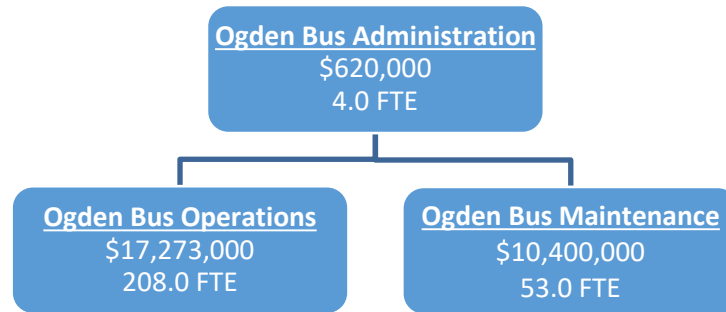 Ogden Bus Administration
$620,000
4.0 FTE
Ogden Bus Operations
$17,273,000
208.0 FTE
Ogden Bus Maintenance
$10,400,000
53.0 FTE